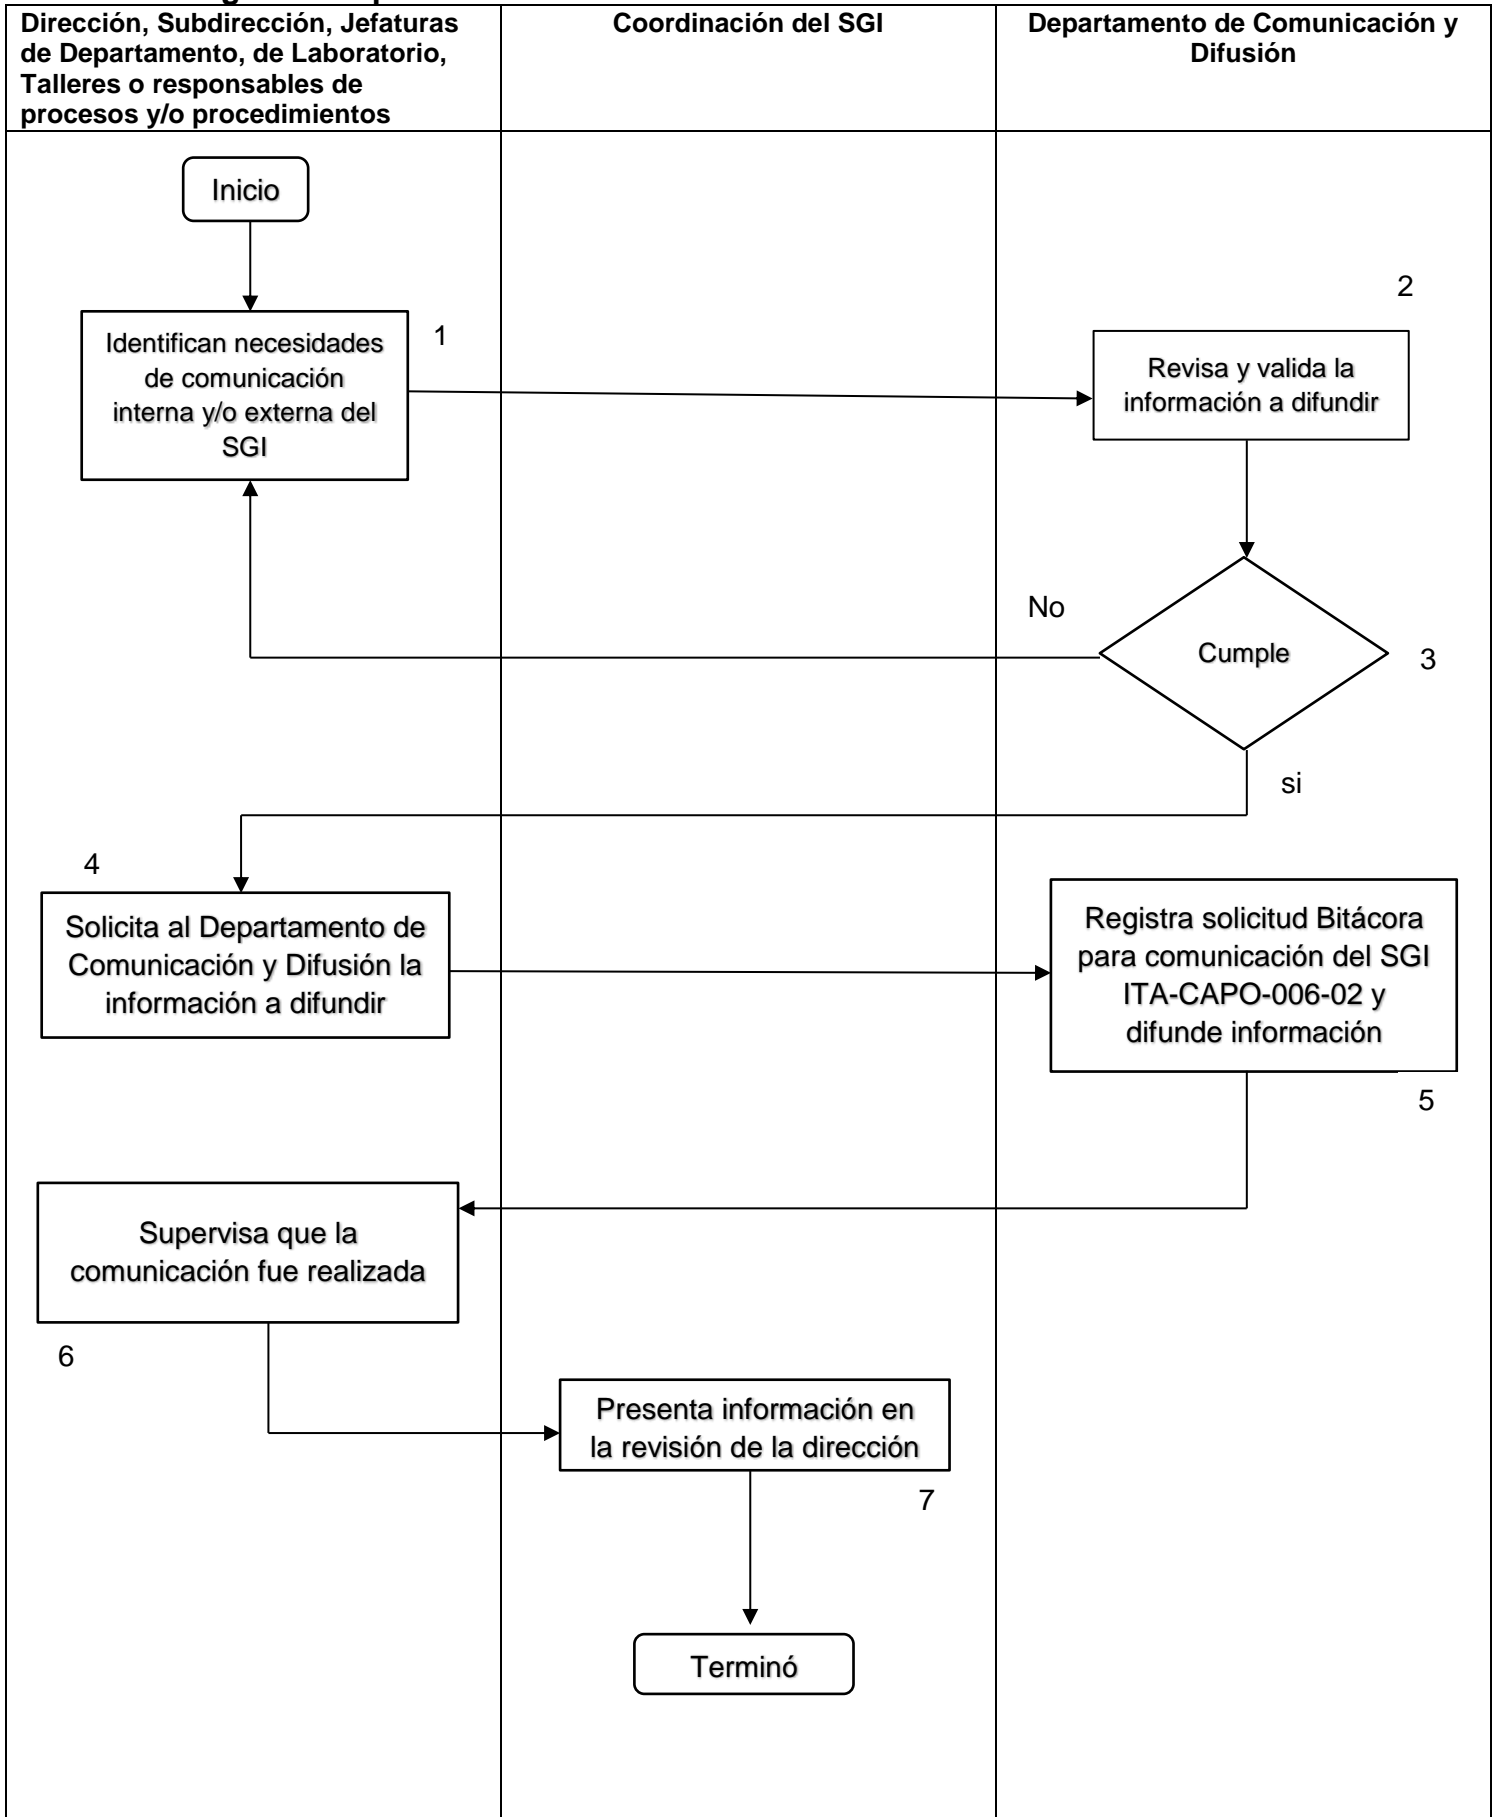 Dirección, Subdirección, Jefaturas
de Departamento, de Laboratorio,
Talleres o responsables de
procesos y/o procedimientos
Coordinación del SGI
Departamento de Comunicación y
Difusión
Inicio
1
Identifican necesidades
de comunicación
interna y/o externa del
SGI
2
Revisa y valida la
información a difundir
No
Cumple
3
si
4
Solicita al Departamento de
Comunicación y Difusión la
información a difundir
Registra solicitud Bitácora
para comunicación del SGI
ITA-CAPO-006-02 y
difunde información
5
Supervisa que la
comunicación fue realizada
6
Presenta información en
la revisión de la dirección
7
Terminó